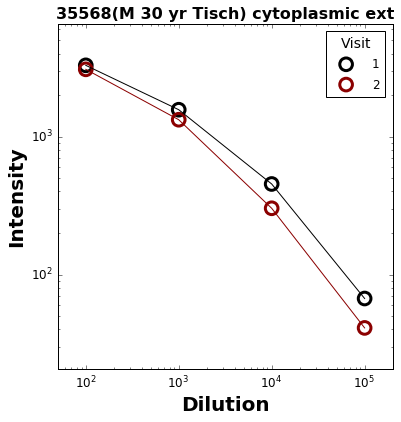 35568(M 30 yr Tisch) cytoplasmic ext
Visit
1
2
Intensity
10³
10²
10² 10³ 10⁴ 10⁵
Dilution